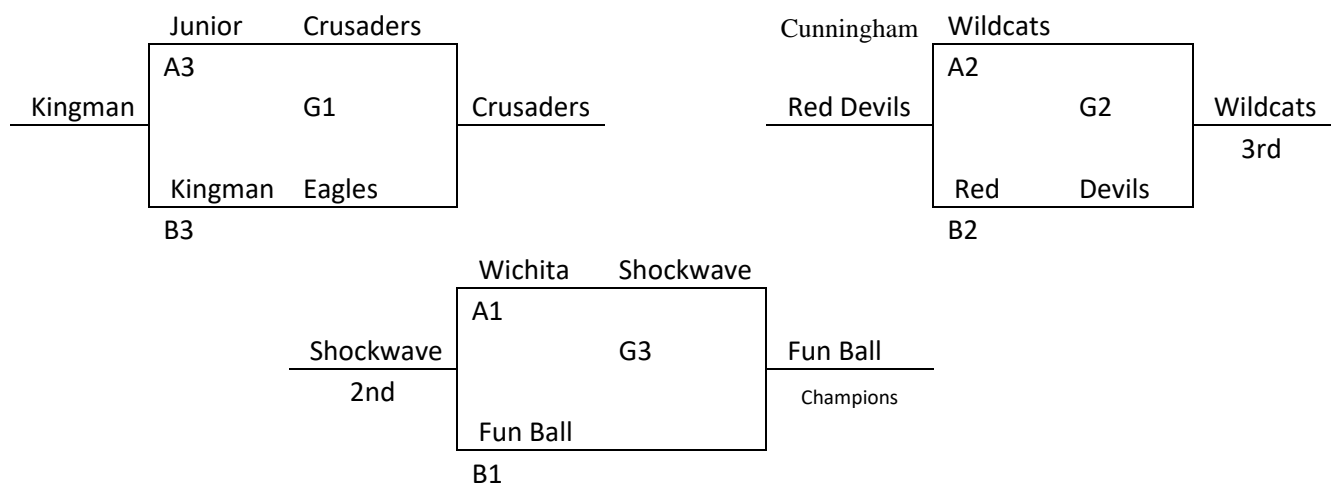 Junior Crusaders
A3
Kingman G1 Crusaders
Kingman Eagles
B3
Cunningham Wildcats
A2
Red Devils G2 Wildcats
3rd
Red Devils
B2
Wichita Shockwave
A1
Shockwave G3 Fun Ball
2nd Champions
Fun Ball
B1